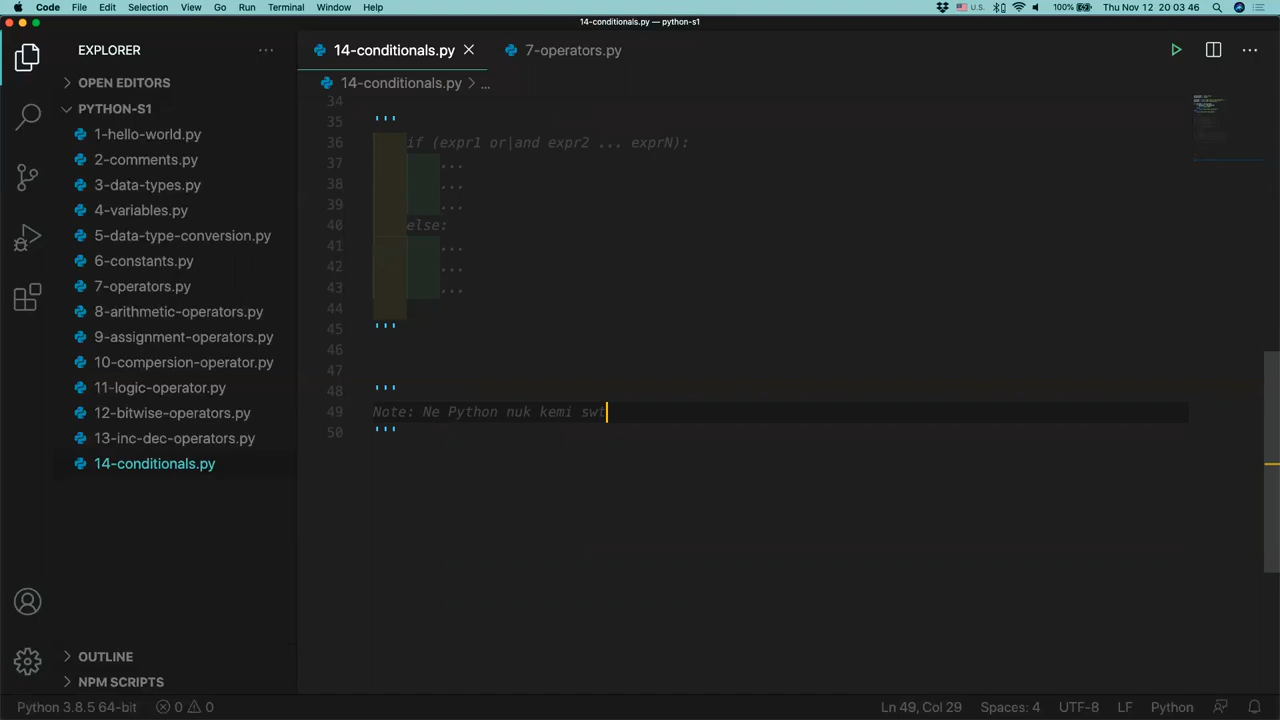 Code File Edit Selection View Go Run Terminal Window Help U.S. 100% Thu Nov 12 20 03 46
14-conditionals.py — python-s1
EXPLORER
14-conditionals.py
7-operators.py
14-conditionals.py > ...
OPEN EDITORS
PYTHON-S1
1-hello-world.py
2-comments.py
3-data-types.py
4-variables.py
5-data-type-conversion.py
6-constants.py
7-operators.py
8-arithmetic-operators.py
9-assignment-operators.py
10-compersion-operator.py
11-logic-operator.py
12-bitwise-operators.py
13-inc-dec-operators.py
14-conditionals.py
OUTLINE
NPM SCRIPTS
34
35 '''
36 if (expr1 or|and expr2 ... exprN):
37 ...
38 ...
39 ...
40 else:
41 ...
42 ...
43 ...
44
45 '''
46
47
48 '''
49 Note: Ne Python nuk kemi swt
50 '''
Python 3.8.5 64-bit 0 0 Ln 49, Col 29 Spaces: 4 UTF-8 LF Python